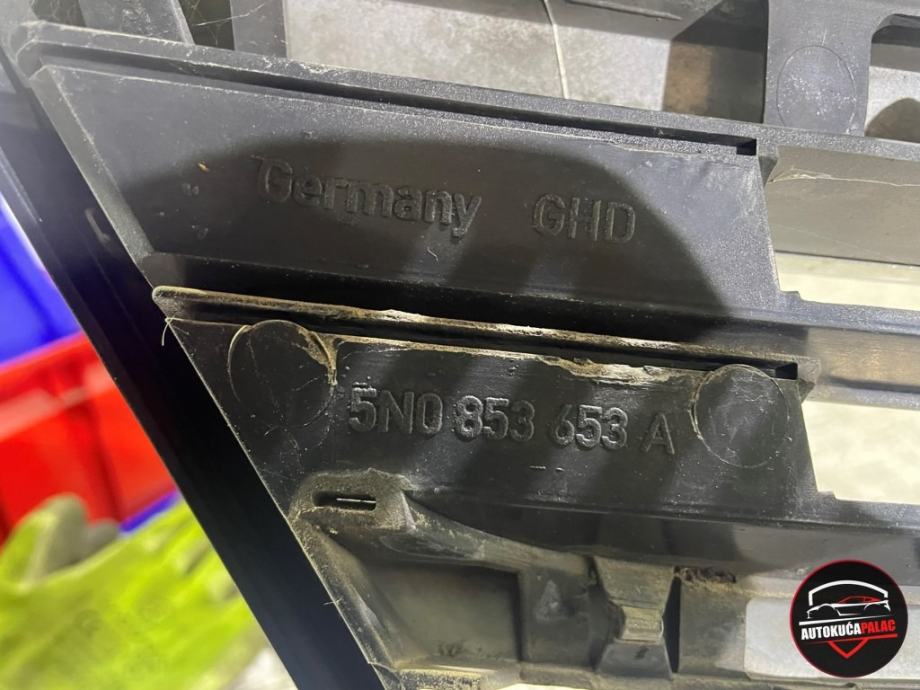 Germany GHD
5N0 853 653 A
AUTOKUĆAPALAC